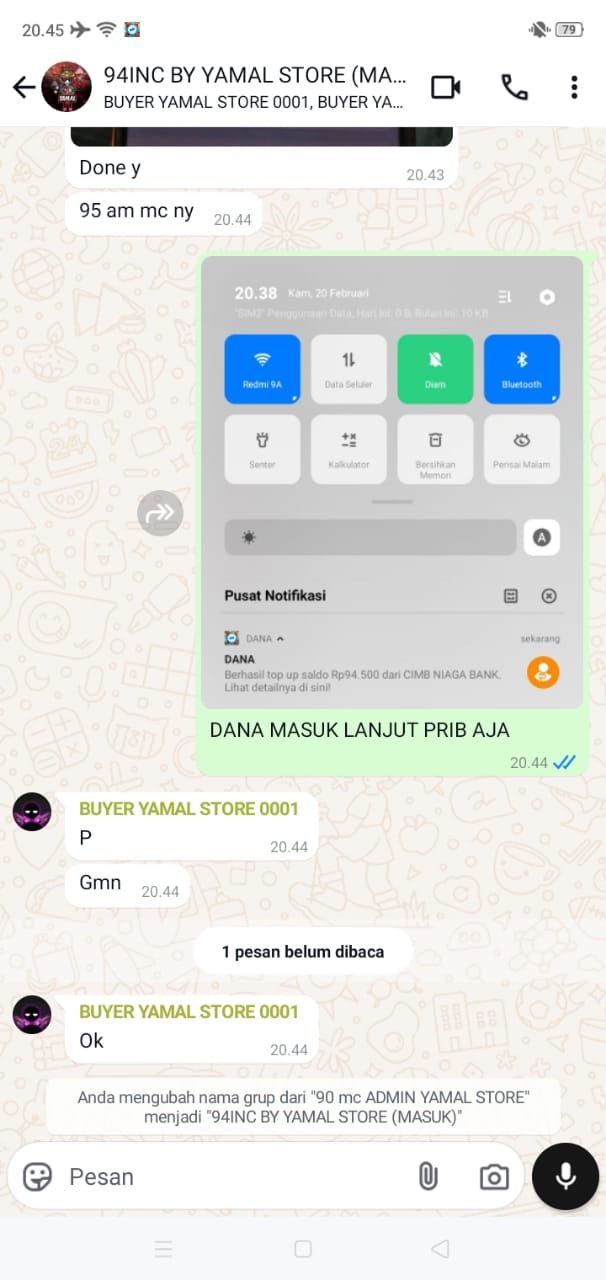 20.45
79
94INC BY YAMAL STORE (MA...
BUYER YAMAL STORE 0001, BUYER YA...
Done y
20.43
95 am mc ny
20.44
20.38 Kam, 20 Februari
"SIM2" Penggunaan Data, Hari Ini: 0 B, Bulan Ini: 10 KB
Redmi 9A
Data Seluler
Diam
Bluetooth
Senter
Kalkulator
Bersihkan
Memori
Perisai Malam
A
Pusat Notifikasi
DANA
sekarang
DANA
Berhasil top up saldo Rp94.500 dari CIMB NIAGA BANK.
Lihat detailnya di sini!
DANA MASUK LANJUT PRIB AJA
20.44
BUYER YAMAL STORE 0001
P
20.44
Gmn
20.44
1 pesan belum dibaca
BUYER YAMAL STORE 0001
Ok
20.44
Anda mengubah nama grup dari "90 mc ADMIN YAMAL STORE"
menjadi "94INC BY YAMAL STORE (MASUK)"
Pesan